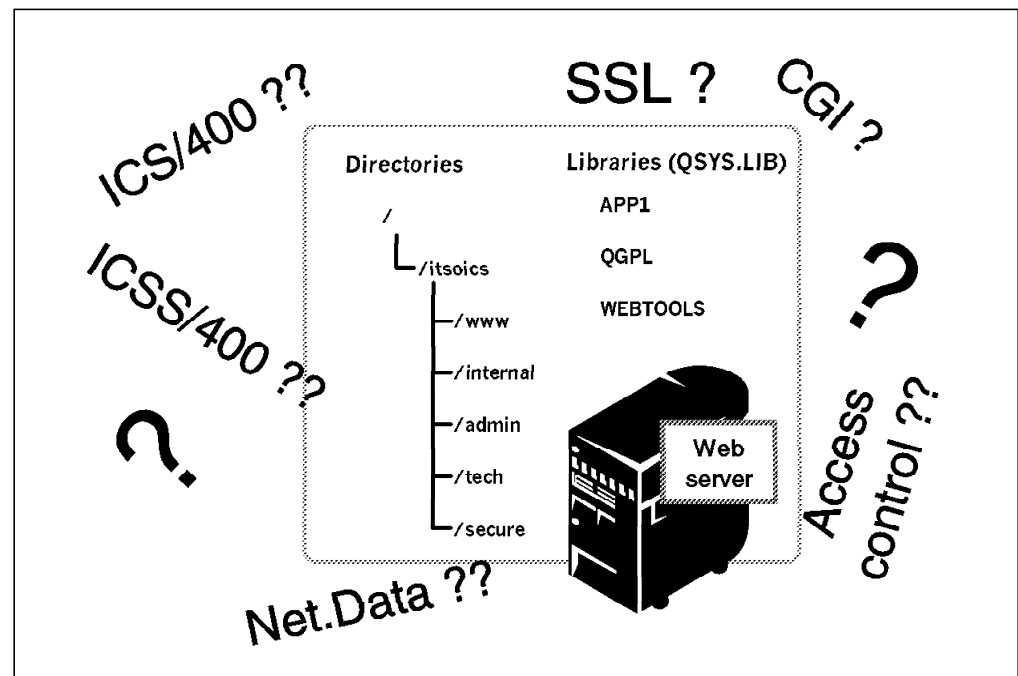 SSL ?
CGI ?
ICS/400 ??
ICSS/400 ??
?
Directories
/
/itsoics
/www
/internal
/admin
/tech
/secure
Libraries (QSYS.LIB)
APP1
QGPL
WEBTOOLS
Web
server
?
Access
control ??
Net.Data ??